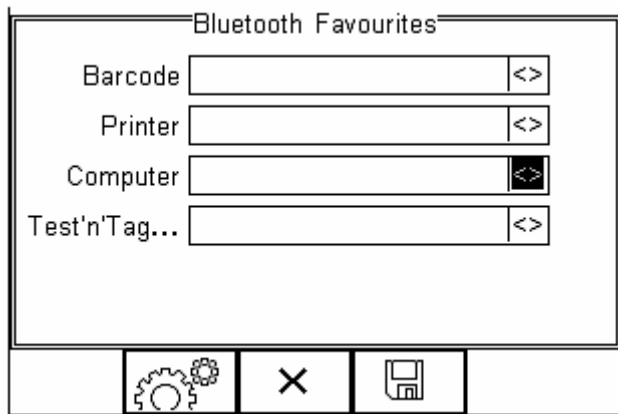 Bluetooth Favourites
Barcode <>
Printer <>
Computer <>
Test'n'Tag... <>